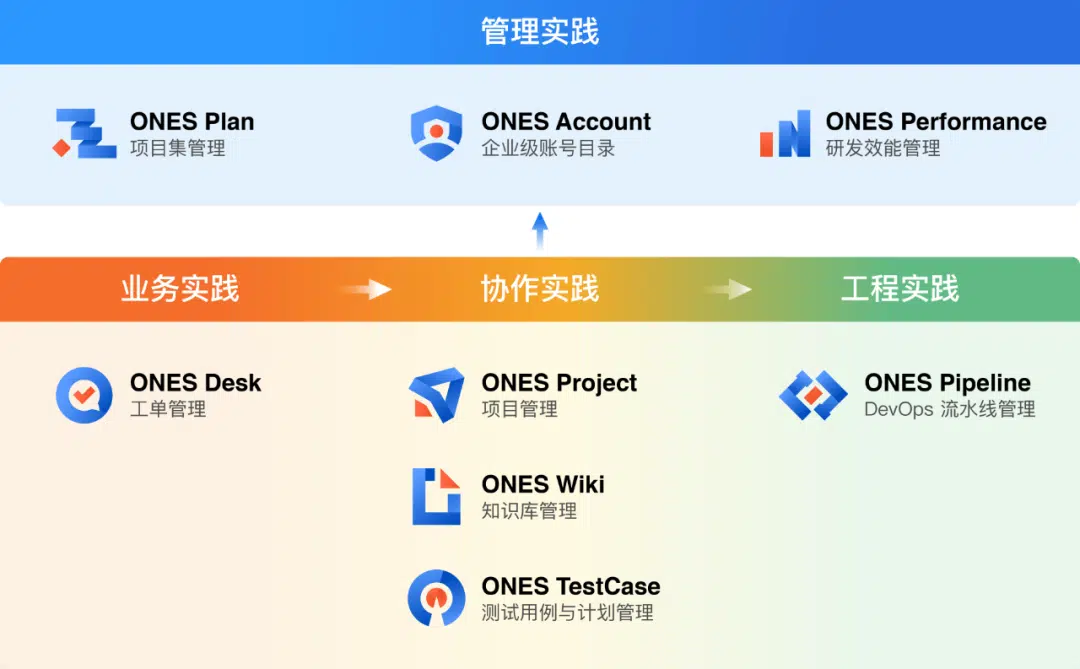 管理实践
ONES Plan
项目集管理
ONES Account
企业级账号目录
ONES Performance
研发效能管理
业务实践
协作实践
工程实践
ONES Desk
工单管理
ONES Project
项目管理
ONES Pipeline
DevOps 流水线管理
ONES Wiki
知识库管理
ONES TestCase
测试用例与计划管理